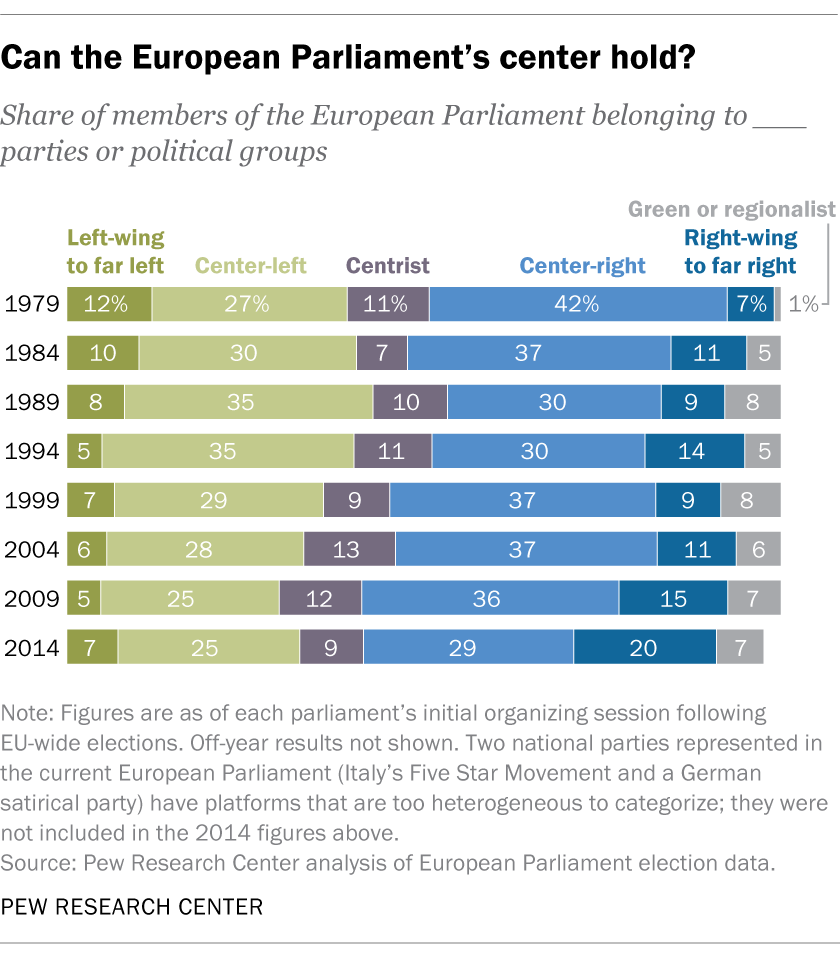 Can the European Parliament's center hold?
Share of members of the European Parliament belonging to ___
parties or political groups
Green or regionalist
Left-wing
to far left
Center-left
Centrist
Center-right
Right-wing
to far right
1979 12% 27% 11% 42% 7% 1%
1984 10 30 7 37 11 5
1989 8 35 10 30 9 8
1994 5 35 11 30 14 5
1999 7 29 9 37 9 8
2004 6 28 13 37 11 6
2009 5 25 12 36 15 7
2014 7 25 9 29 20 7
Note: Figures are as of each parliament's initial organizing session following
EU-wide elections. Off-year results not shown. Two national parties represented in
the current European Parliament (Italy's Five Star Movement and a German
satirical party) have platforms that are too heterogeneous to categorize; they were
not included in the 2014 figures above.
Source: Pew Research Center analysis of European Parliament election data.
PEW RESEARCH CENTER